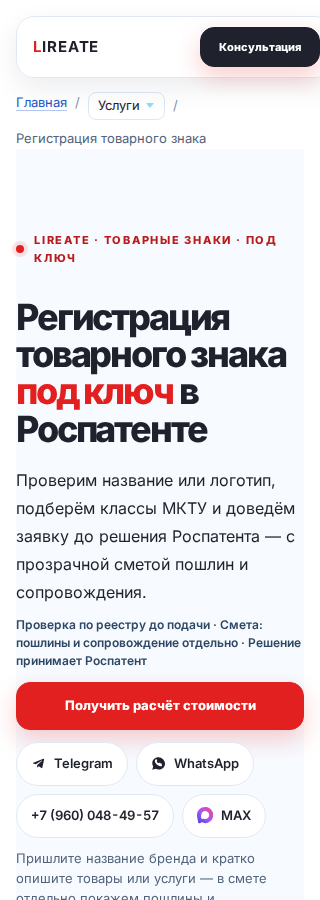 LIREATE
Консультация
Главная / Услуги /
Регистрация товарного знака
LIREATE · ТОВАРНЫЕ ЗНАКИ · ПОД
КЛЮЧ
Регистрация
товарного знака
под ключ в
Роспатенте
Проверим название или логотип,
подберём классы МКТУ и доведём
заявку до решения Роспатента — с
прозрачной сметой пошлин и
сопровождения.
Проверка по реестру до подачи · Смета:
пошлины и сопровождение отдельно · Решение
принимает Роспатент
Получить расчёт стоимости
Telegram
WhatsApp
+7 (960) 048-49-57
MAX
Пришлите название бренда и кратко
опишите товары или услуги — в смете
отдельно покажем пошлины и